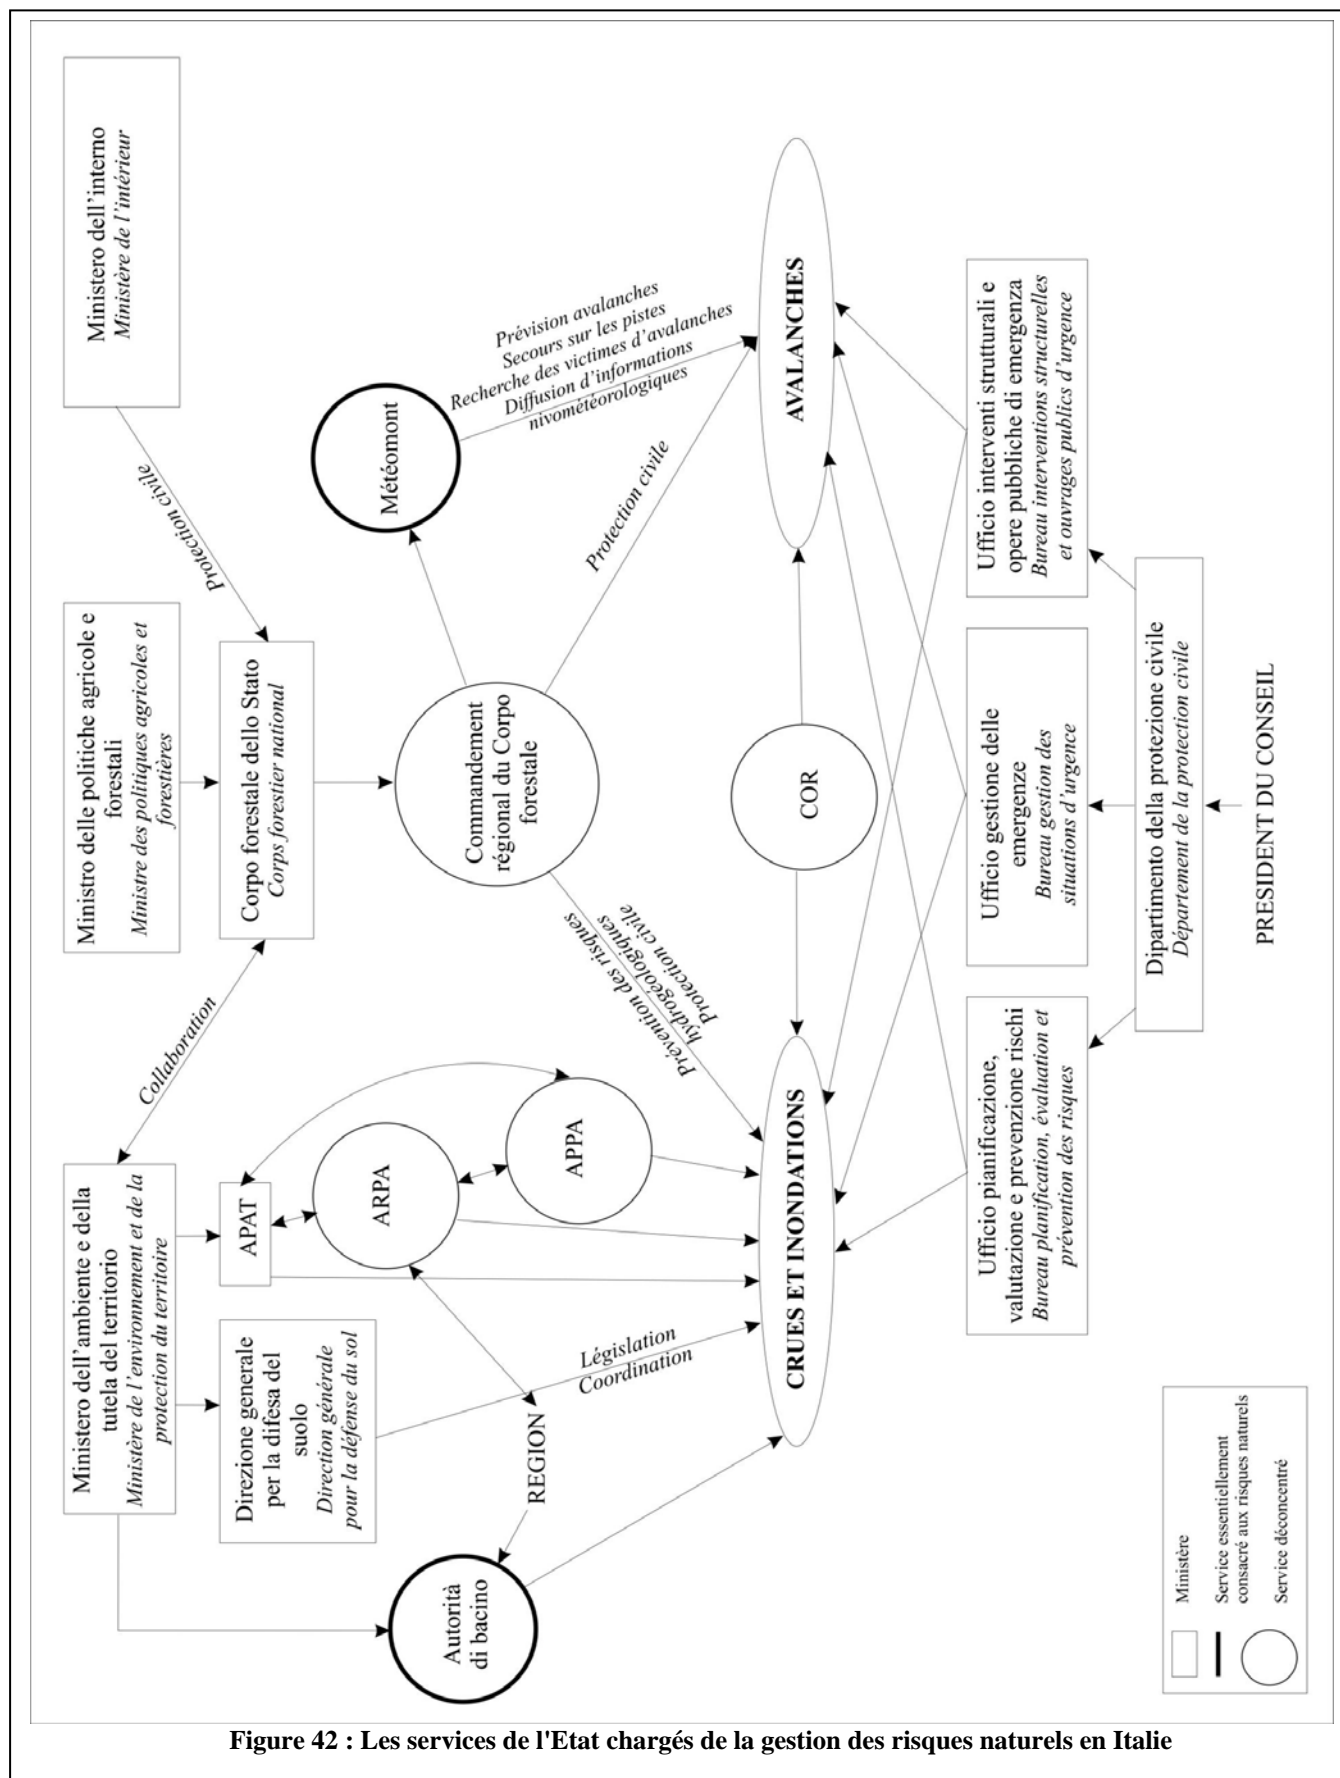 Ministero dell'ambiente e della
tutela del territorio
Ministère de l'environnement et de la
protection du territoire
Ministro delle politiche agricole e
forestali
Ministre des politiques agricoles et
forestières
Ministero dell'interno
Ministère de l'intérieur
Collaboration
Protection civile
Direzione generale
per la difesa del
suolo
Direction générale
pour la défense du sol
APAT
Corpo forestale dello Stato
Corps forestier national
ARPA
Météomont
Autorità
di bacino
REGION
APPA
Commandement
régional du Corpo
forestale
Prévision avalanches
Secours sur les pistes
Recherche des victimes d'avalanches
Diffusion d'informations
nivométéorologiques
Législation
Coordination
Prévention des risques
hydrogéologiques
Protection civile
Protection civile
CRUES ET INONDATIONS
COR
AVALANCHES
Ufficio pianificazione,
valutazione e prevenzione rischi
Bureau planification, évaluation et
prévention des risques
Ufficio gestione delle
emergenze
Bureau gestion des
situations d'urgence
Ufficio interventi strutturali e
opere pubbliche di emergenza
Bureau interventions structurelles
et ouvrages publics d'urgence
Dipartimento della protezione civile
Département de la protection civile
PRESIDENT DU CONSEIL
Ministère
Service essentiellement
consacré aux risques naturels
Service déconcentré
Figure 42 : Les services de l'Etat chargés de la gestion des risques naturels en Italie